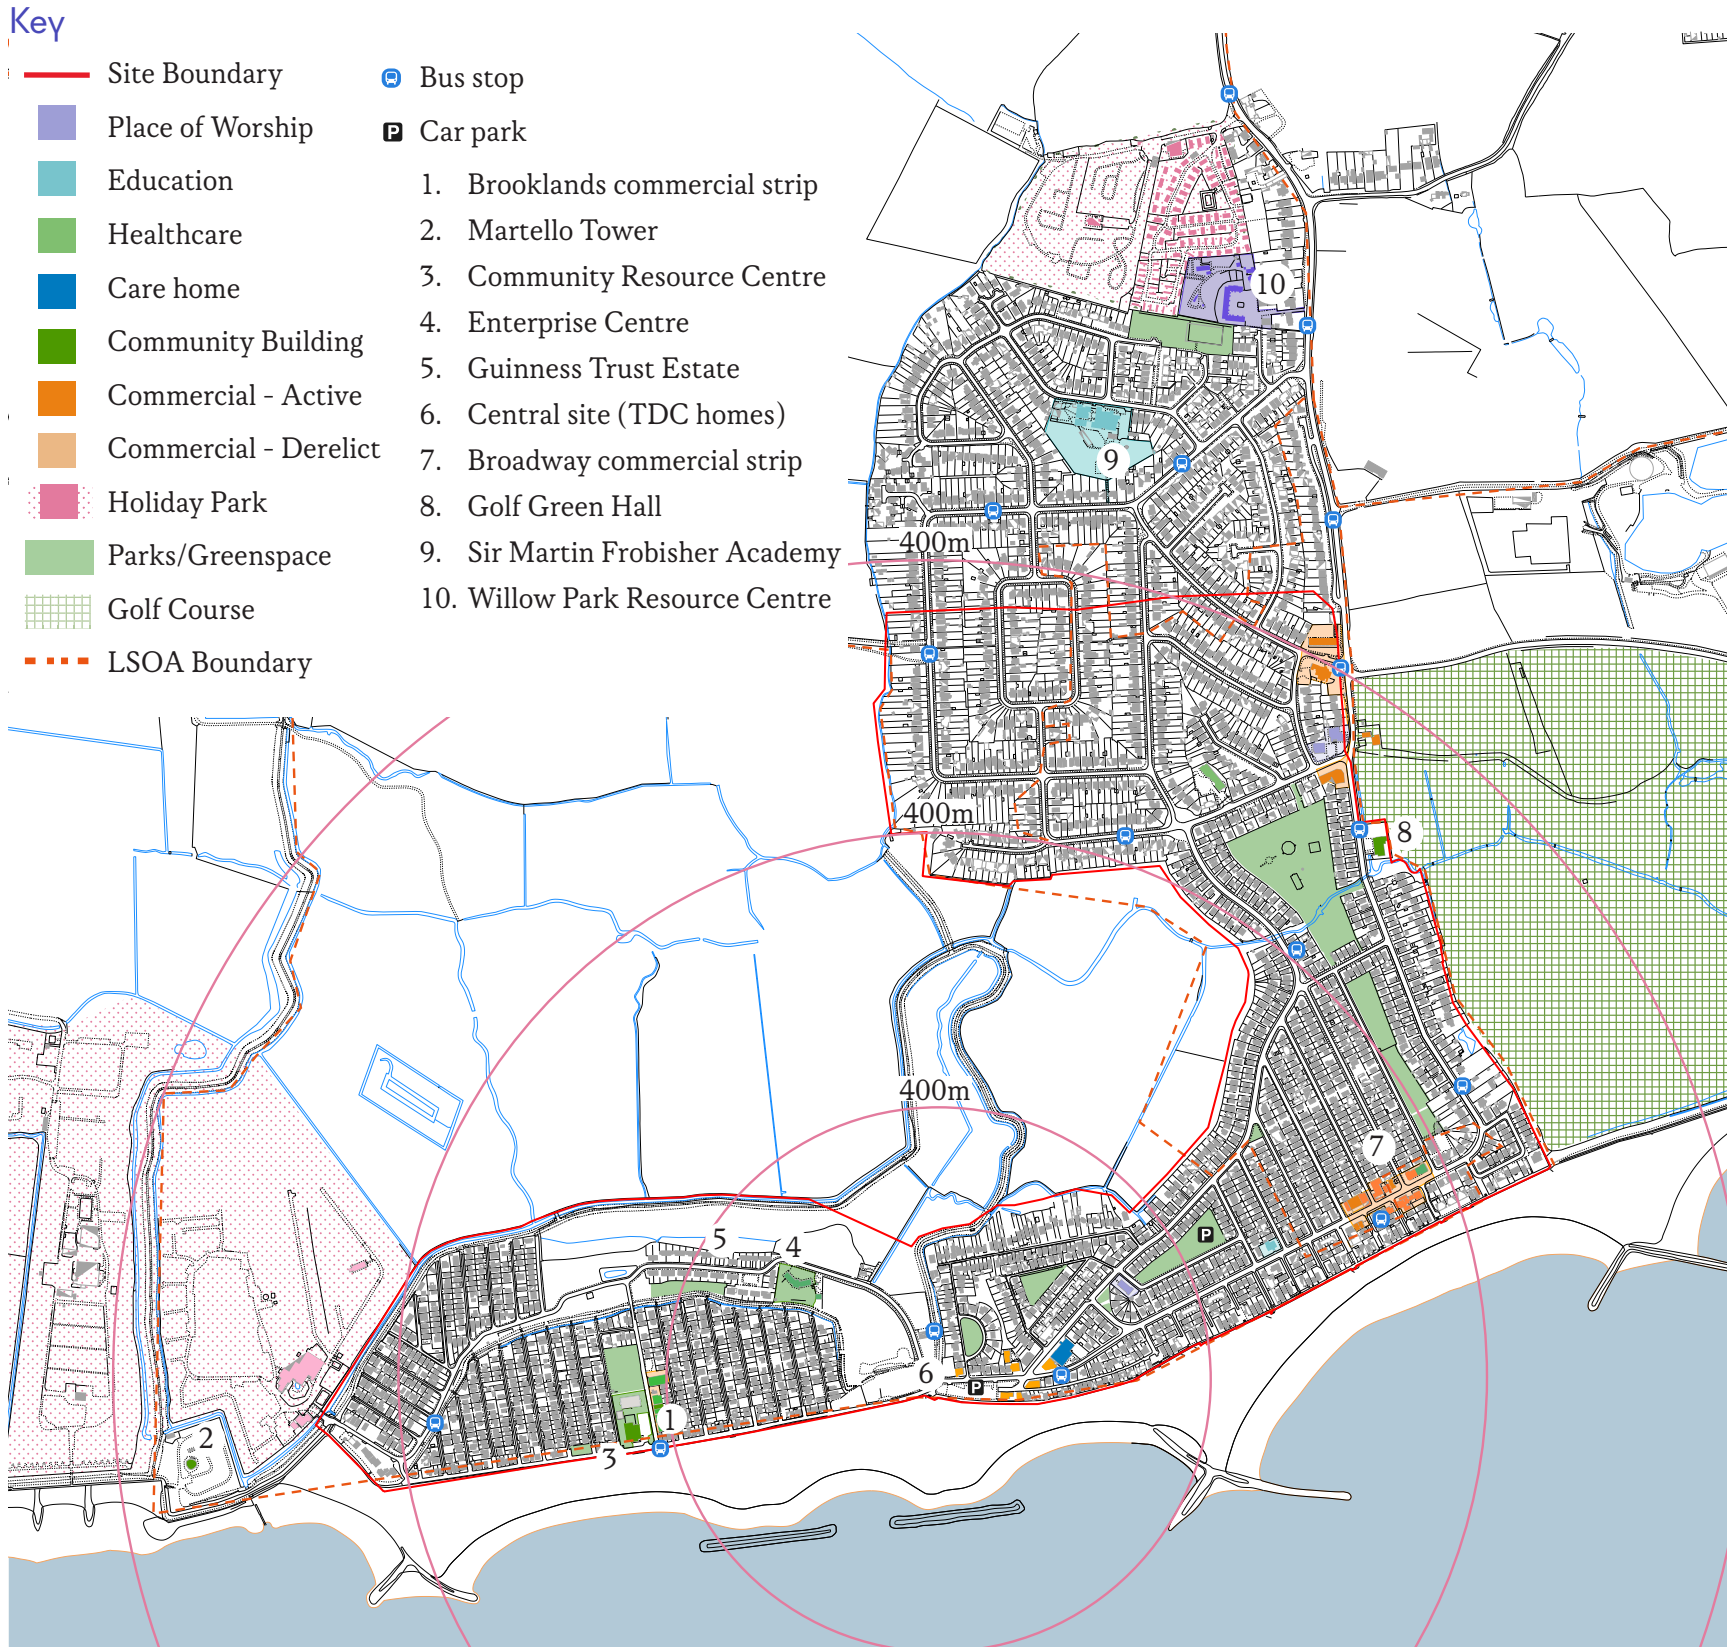 Key
Site Boundary
Place of Worship
Education
Healthcare
Care home
Community Building
Commercial - Active
Commercial - Derelict
Holiday Park
Parks/Greenspace
Golf Course
LSOA Boundary
Bus stop
P Car park
1. Brooklands commercial strip
2. Martello Tower
3. Community Resource Centre
4. Enterprise Centre
5. Guinness Trust Estate
6. Central site (TDC homes)
7. Broadway commercial strip
8. Golf Green Hall
9. Sir Martin Frobisher Academy
10. Willow Park Resource Centre
10
9
400m
400m
8
400m
7
P
5
4
6
P
1
2
3